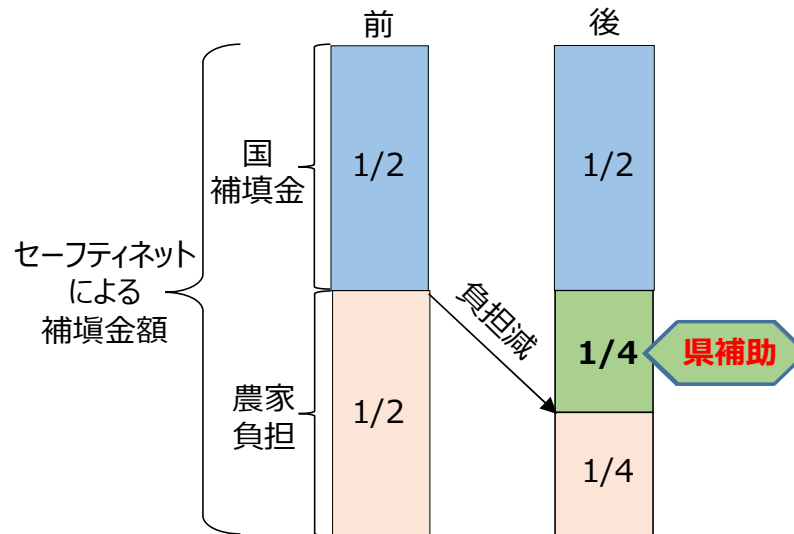 前
後
国
補填金
1/2
1/2
セーフティネット
による
補塡金額
負担減
1/4
県補助
農家
負担
1/2
1/4